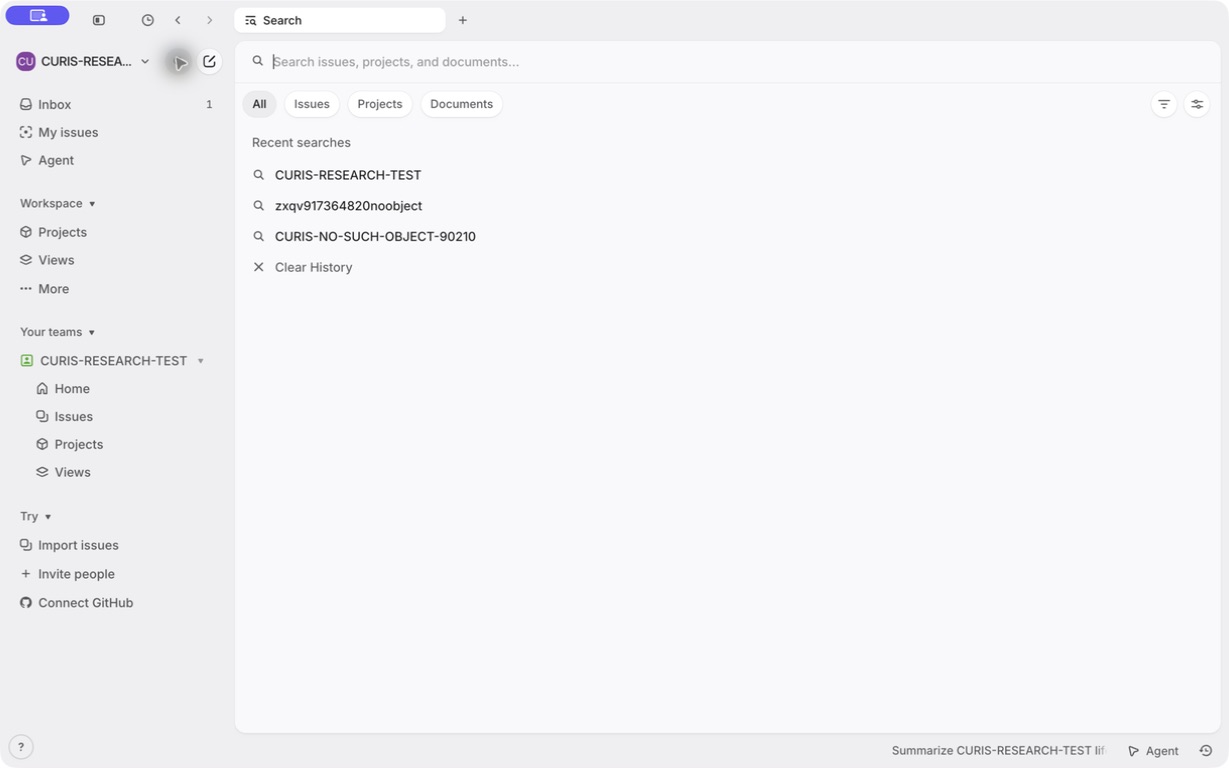 Search
CU CURIS-RESEA...
Search issues, projects, and documents...
Inbox 1
My issues
Agent
All Issues Projects Documents
Recent searches
CURIS-RESEARCH-TEST
zxqv917364820noobject
CURIS-NO-SUCH-OBJECT-90210
Clear History
Workspace
Projects
Views
More
Your teams
CURIS-RESEARCH-TEST
Home
Issues
Projects
Views
Try
Import issues
Invite people
Connect GitHub
?
Summarize CURIS-RESEARCH-TEST lif
Agent